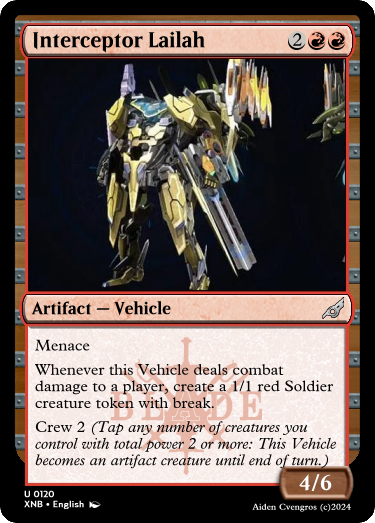 Interceptor Lailah
2
Artifact — Vehicle
Menace
Whenever this Vehicle deals combat
damage to a player, create a 1/1 red Soldier
creature token with break.
BLADE
Crew 2 (Tap any number of creatures you
control with total power 2 or more: This Vehicle
becomes an artifact creature until end of turn.)
4/6
U 0120
XNB • English
Aiden Cvengros (c)2024